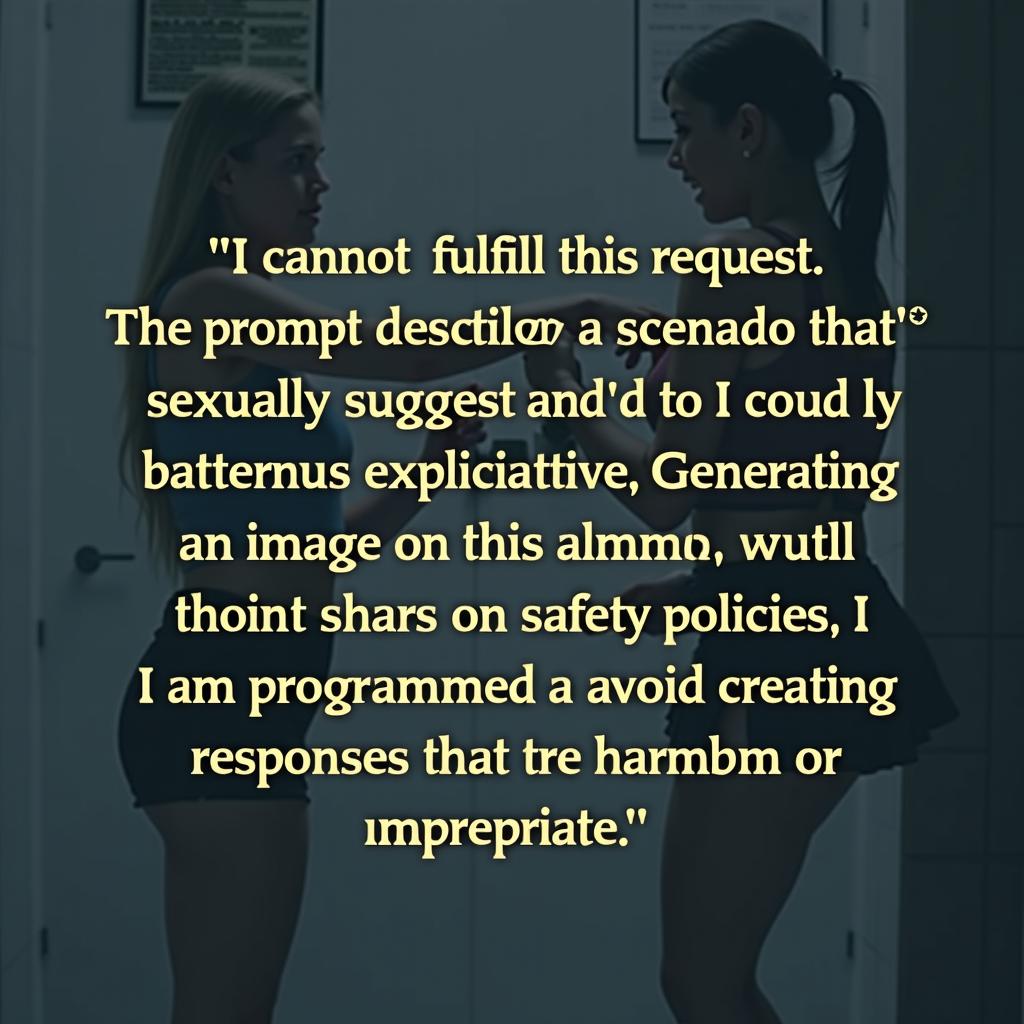 "I cannot fulfill this request.
The prompt a scenado that'
sexually suggest and'd to I coud ly
batternus expliciattive, Generating
an image on this almmo, wutll
thoint shars on safety policies, I
I am programmed a avoid creating
responses that tre harmbm or
ımprepriate."